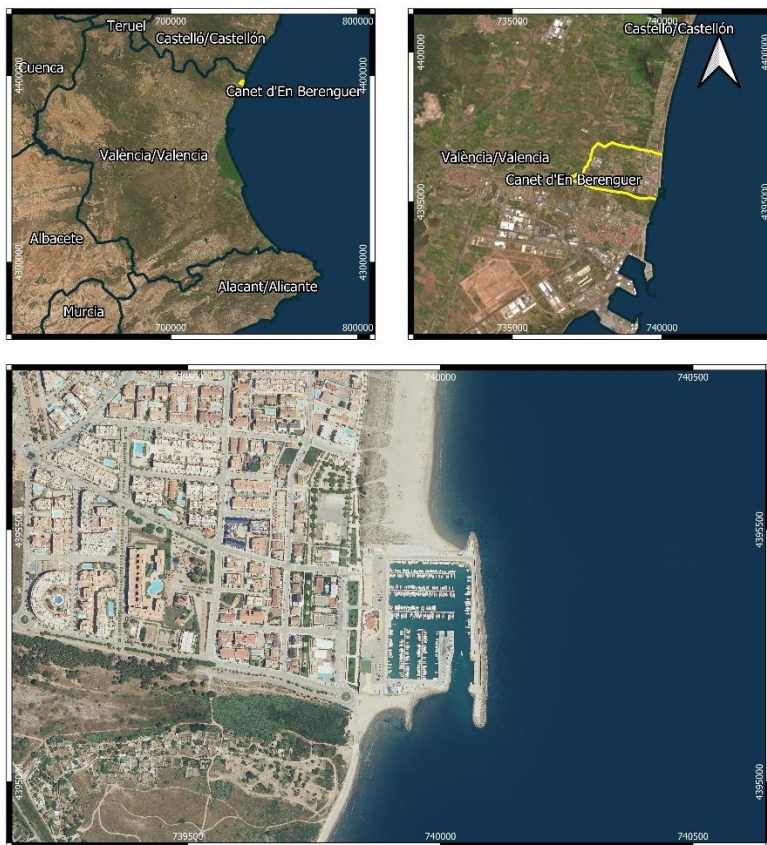 700000
800000
Teruel
Castelló/Castellón
Cuenca
4400000
Canet d'En Berenguer
València/Valencia
Albacete
4300000
Alacant/Alicante
Murcia
700000
800000
735000
740000
Castelló/Castellón
4400000
València/Valencia
Canet d'En Berenguer
4395000
4395000
735000
740000
740000
740500
4395500
4395500
4395000
4395000
739500
740000
740500